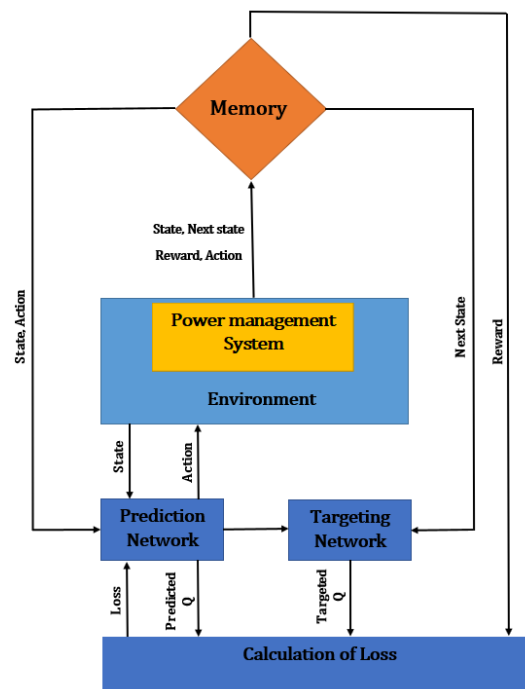 Memory
State, Next state
Reward, Action
State, Action
Next State
Reward
Power management
System
Environment
State
Action
Prediction
Network
Targeting
Network
Loss
Predicted
Q
Targeted
Q
Calculation of Loss